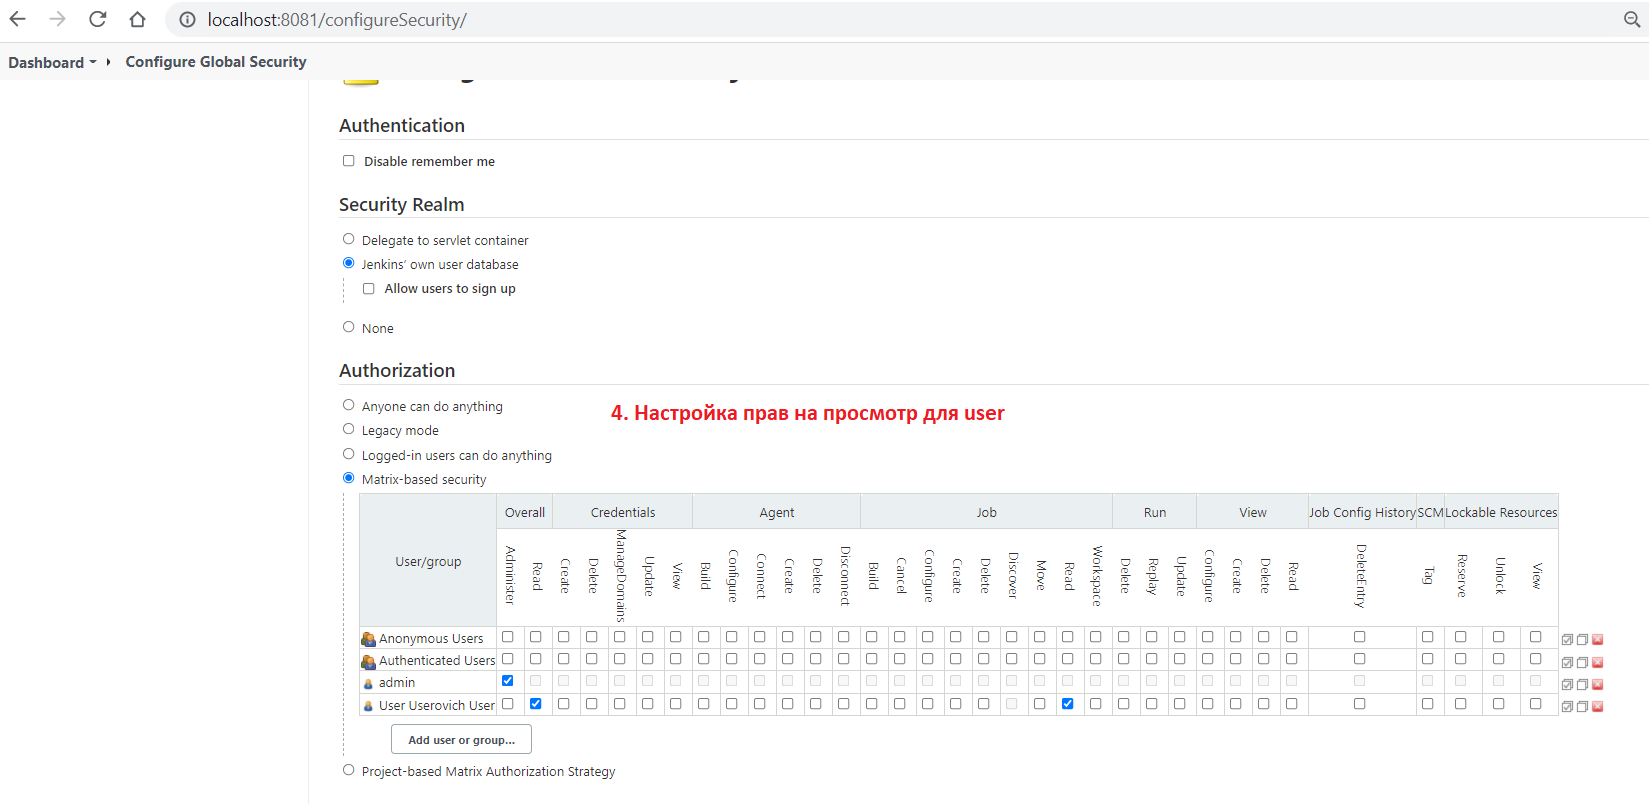 localhost:8081/configureSecurity/
Dashboard Configure Global Security
Authentication
Disable remember me
Security Realm
Delegate to servlet container
Jenkins' own user database
Allow users to sign up
None
Authorization
Anyone can do anything
4. Настройка прав на просмотр для user
Legacy mode
Logged-in users can do anything
Matrix-based security
User/group Overall Credentials Agent Job Run View Job Config History SCM Lockable Resources
Administer Read Create Delete ManageDomains Update View Build Configure Connect Create Delete Disconnect Build Cancel Configure Create Delete Discover Move Read Workspace Delete Replay Update Configure Create Delete Read DeleteEntry Tag Reserve Unlock View
Anonymous Users
Authenticated Users
admin
User Userovich User
Add user or group...
Project-based Matrix Authorization Strategy